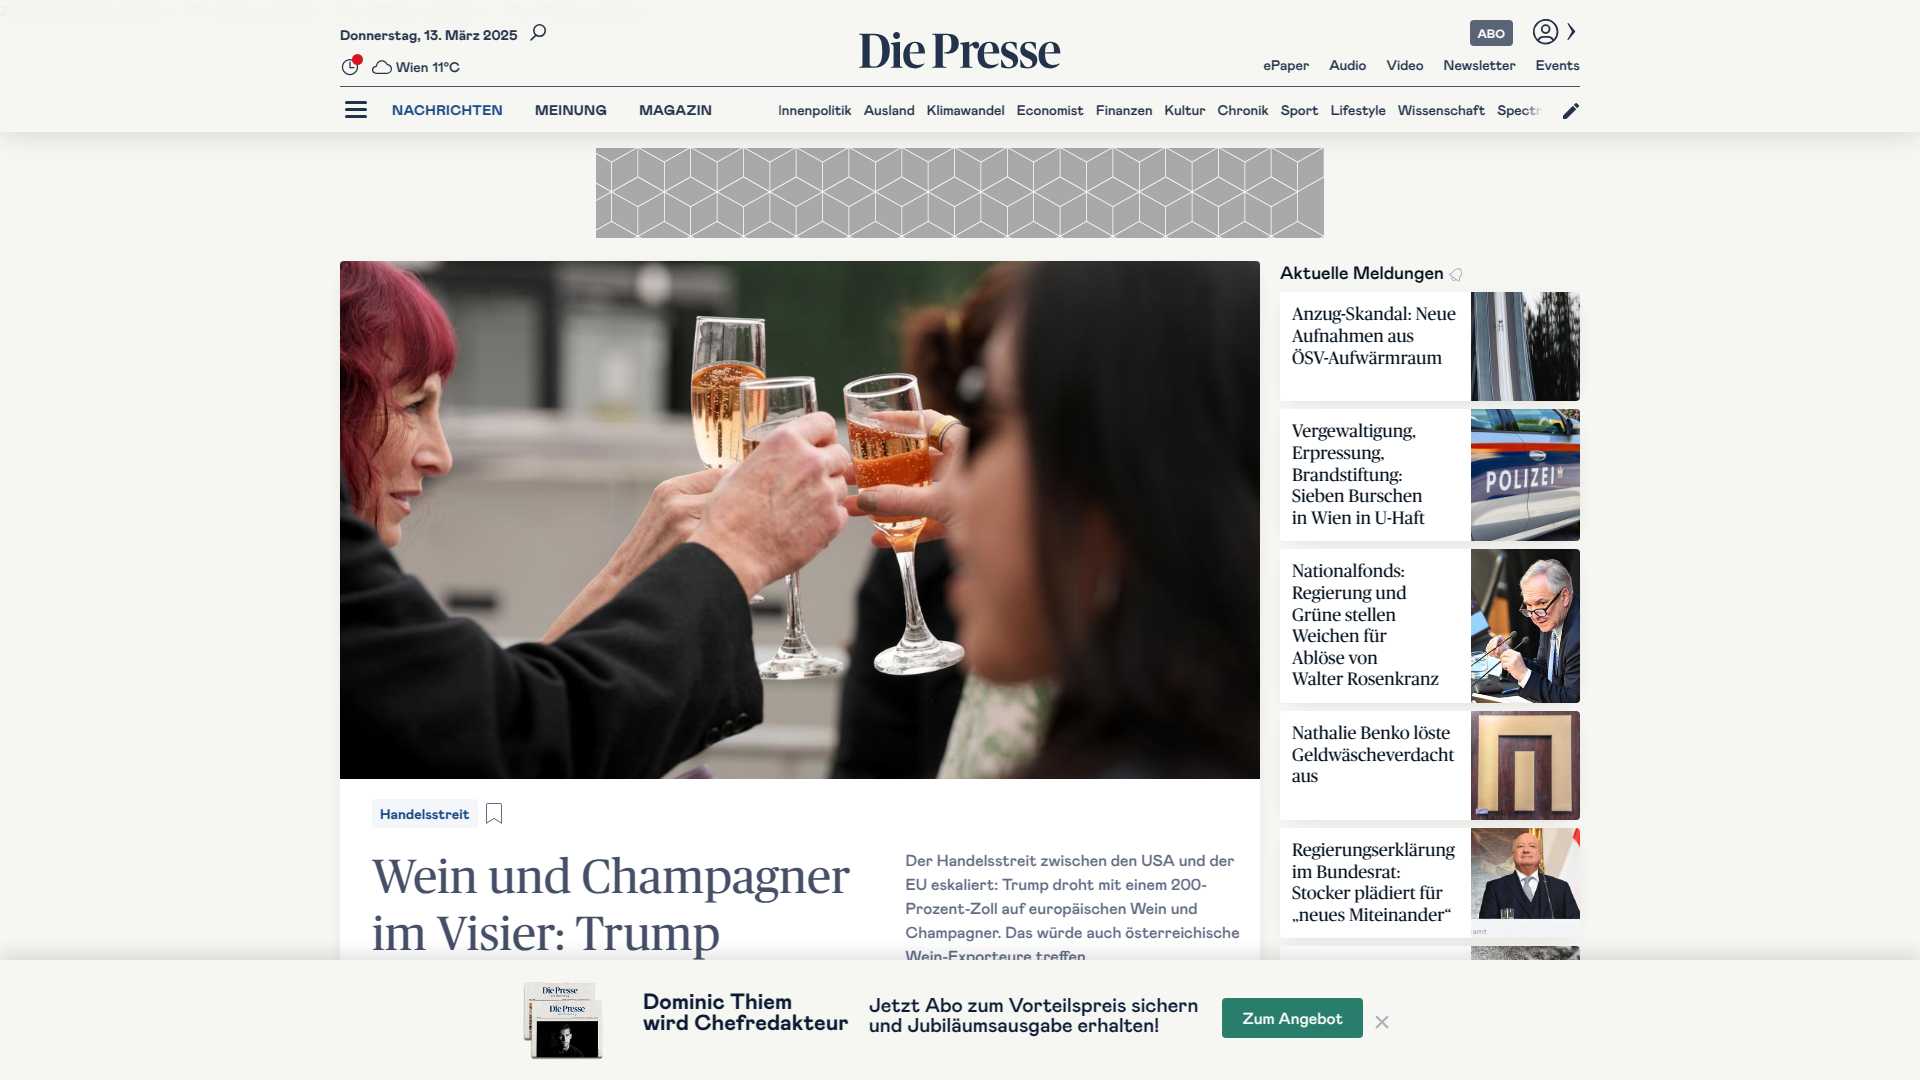 Donnerstag, 13. März 2025
Die Presse
ABO
Wien 11°C
ePaper Audio Video Newsletter Events
NACHRICHTEN MEINUNG MAGAZIN
Innenpolitik Ausland Klimawandel Economist Finanzen Kultur Chronik Sport Lifestyle Wissenschaft Spectr
Aktuelle Meldungen
Anzug-Skandal: Neue
Aufnahmen aus
ÖSV-Aufwärmraum
Vergewaltigung,
Erpressung,
Brandstiftung:
Sieben Burschen
in Wien in U-Haft
POLIZEI
Nationalfonds:
Regierung und
Grüne stellen
Weichen für
Ablöse von
Walter Rosenkranz
Nathalie Benko löste
Geldwäscheverdacht
aus
Regierungserklärung
im Bundesrat:
Stocker plädiert für
„neues Miteinander“
amt
Handelsstreit
Wein und Champagner
im Visier: Trump
Der Handelsstreit zwischen den USA und der
EU eskaliert: Trump droht mit einem 200-
Prozent-Zoll auf europäischen Wein und
Champagner. Das würde auch österreichische
Wein-Exporteure treffen.
Die Presse
Die Presse
Dominic Thiem
wird Chefredakteur
Jetzt Abo zum Vorteilspreis sichern
und Jubiläumsausgabe erhalten!
Zum Angebot